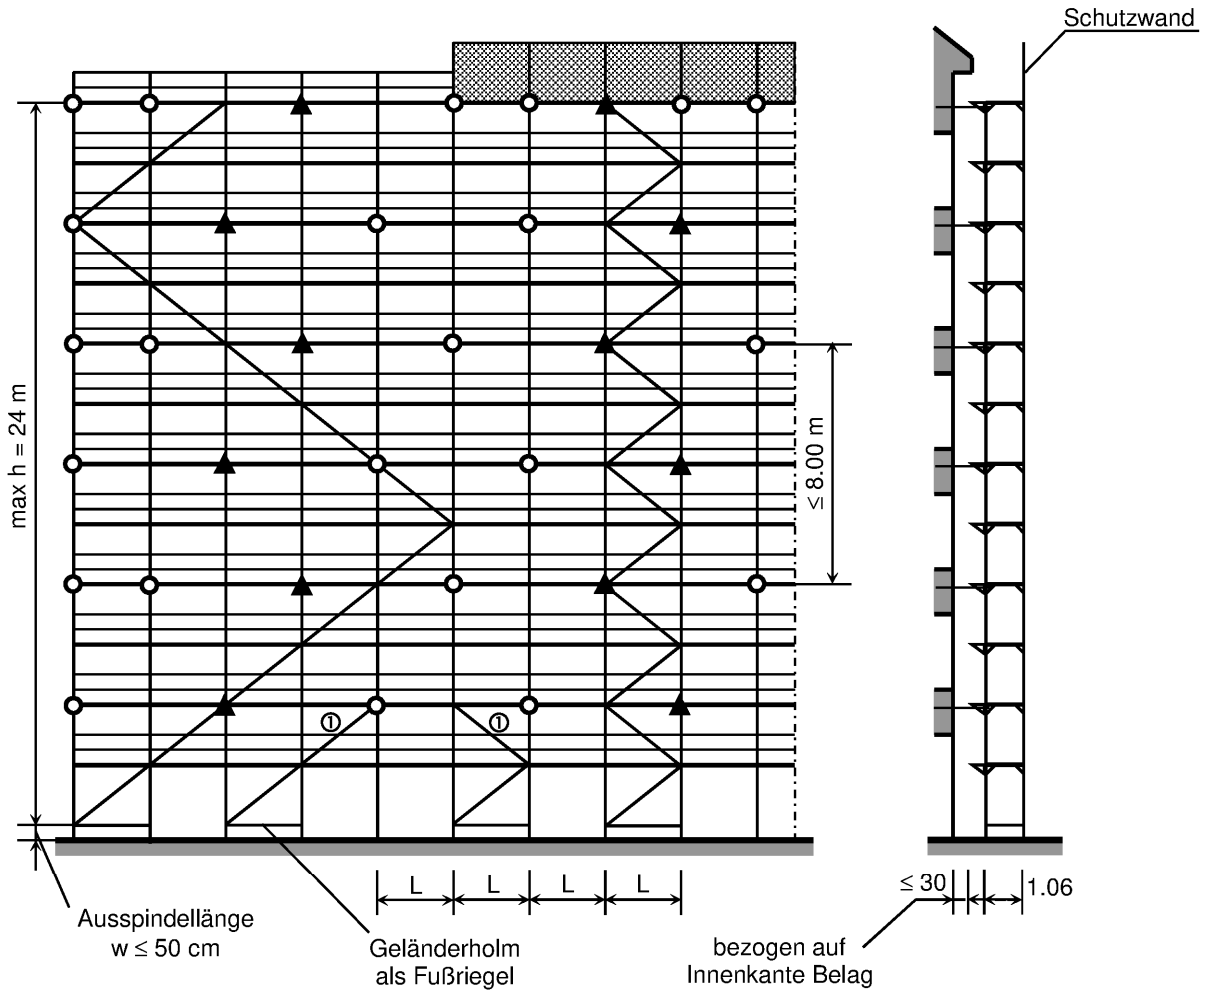 Schutzwand
max h = 24 m
≤ 8.00 m
①
①
L
L
L
L
≤ 30
1.06
Ausspindellänge
w ≤ 50 cm
Geländerholm
als Fußriegel
bezogen auf
Innenkante Belag